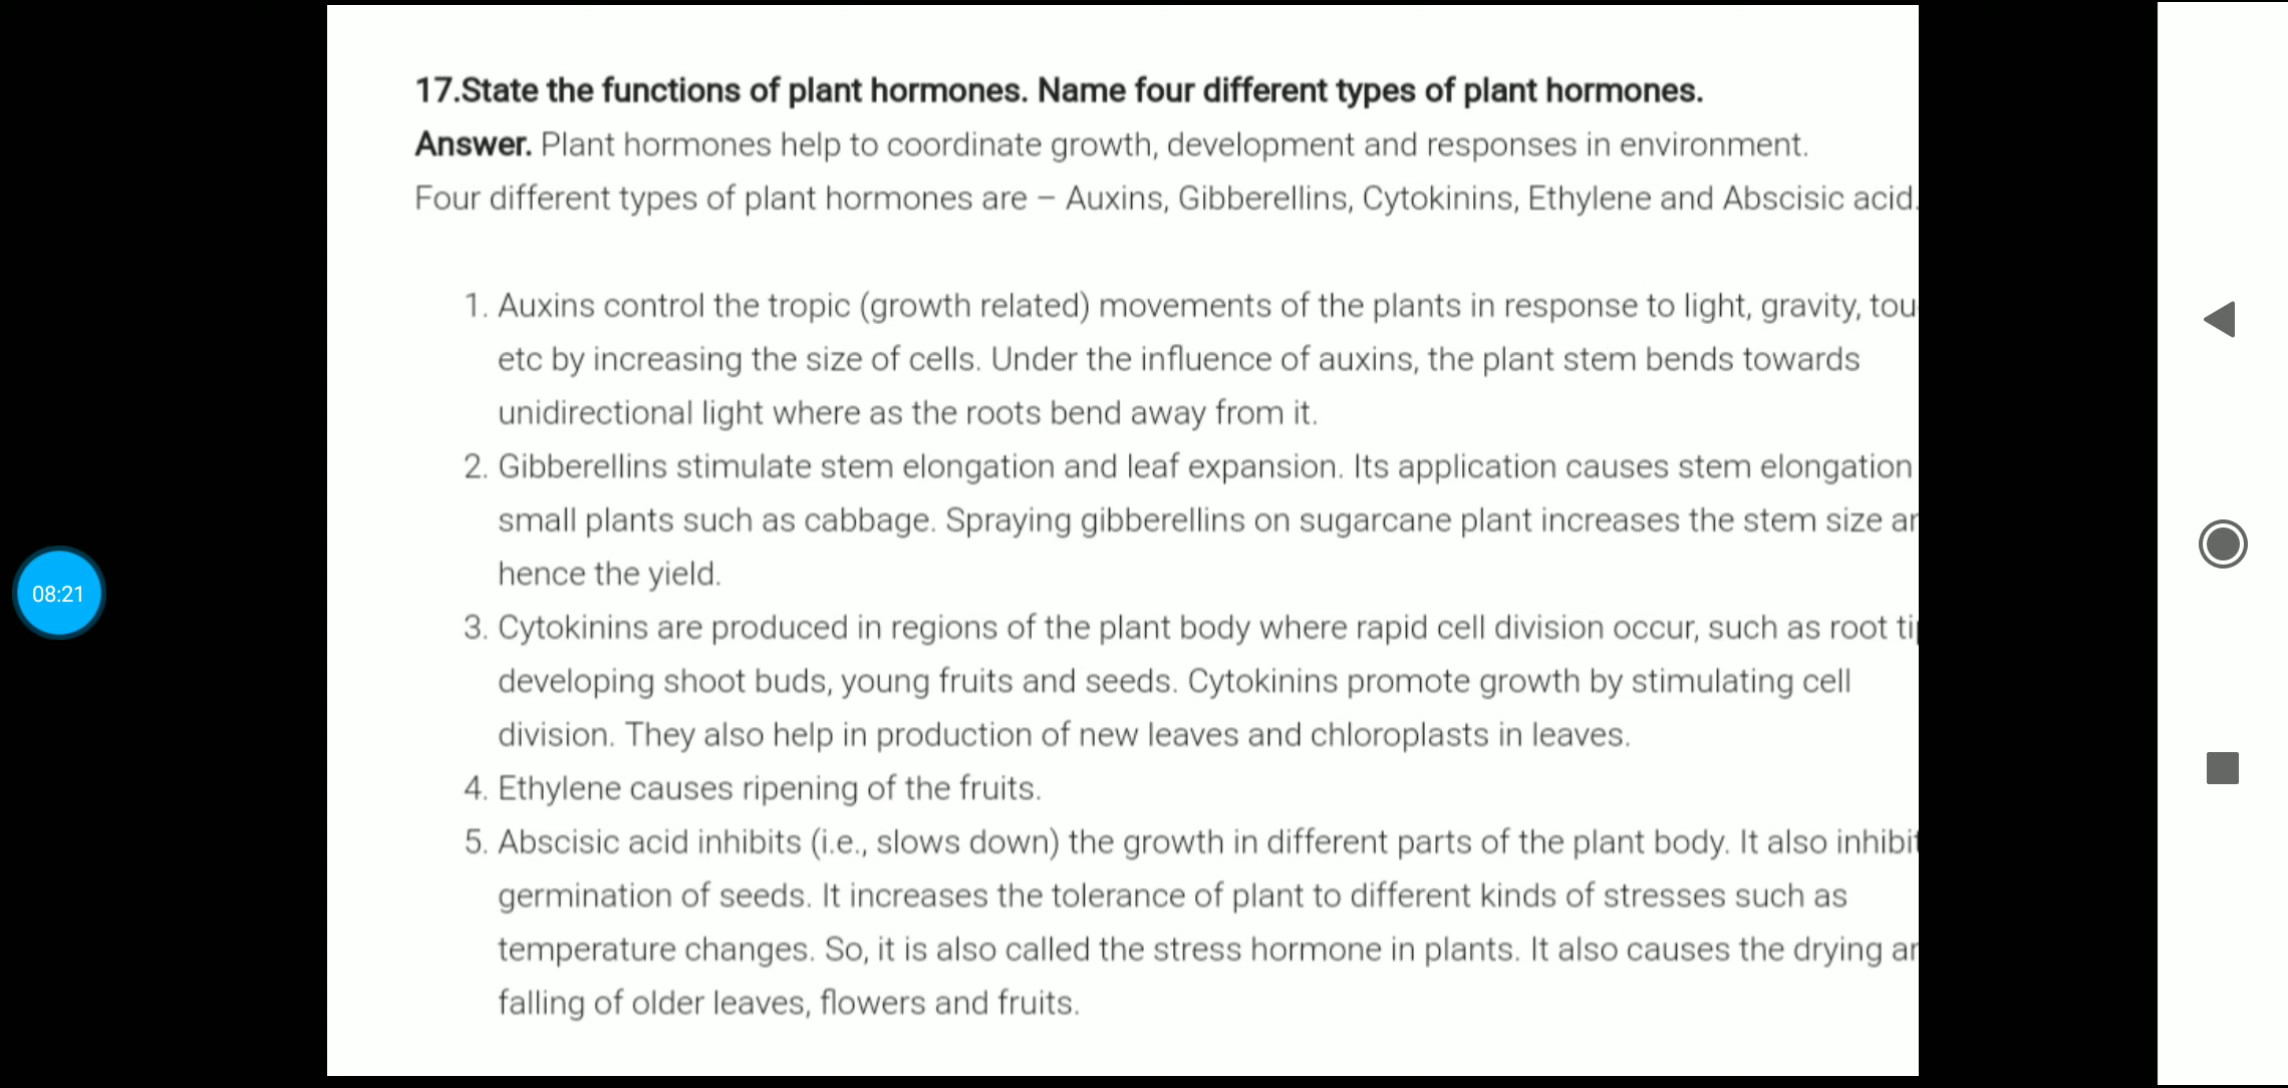 17.State the functions of plant hormones. Name four different types of plant hormones.
Answer. Plant hormones help to coordinate growth, development and responses in environment.
Four different types of plant hormones are – Auxins, Gibberellins, Cytokinins, Ethylene and Abscisic acid.
1. Auxins control the tropic (growth related) movements of the plants in response to light, gravity,
etc by increasing the size of cells. Under the influence of auxins, the plant stem bends towards
unidirectional light where as the roots bend away from it.
2. Gibberellins stimulate stem elongation and leaf expansion. Its application causes stem elongation
small plants such as cabbage. Spraying gibberellins on sugarcane plant increases the stem size
hence the yield.
08:21
3. Cytokinins are produced in regions of the plant body where rapid cell division occur, such as root
developing shoot buds, young fruits and seeds. Cytokinins promote growth by stimulating cell
division. They also help in production of new leaves and chloroplasts in leaves.
4. Ethylene causes ripening of the fruits.
5. Abscisic acid inhibits (i.e., slows down) the growth in different parts of the plant body. It also
germination of seeds. It increases the tolerance of plant to different kinds of stresses such as
temperature changes. So, it is also called the stress hormone in plants. It also causes the drying
falling of older leaves, flowers and fruits.